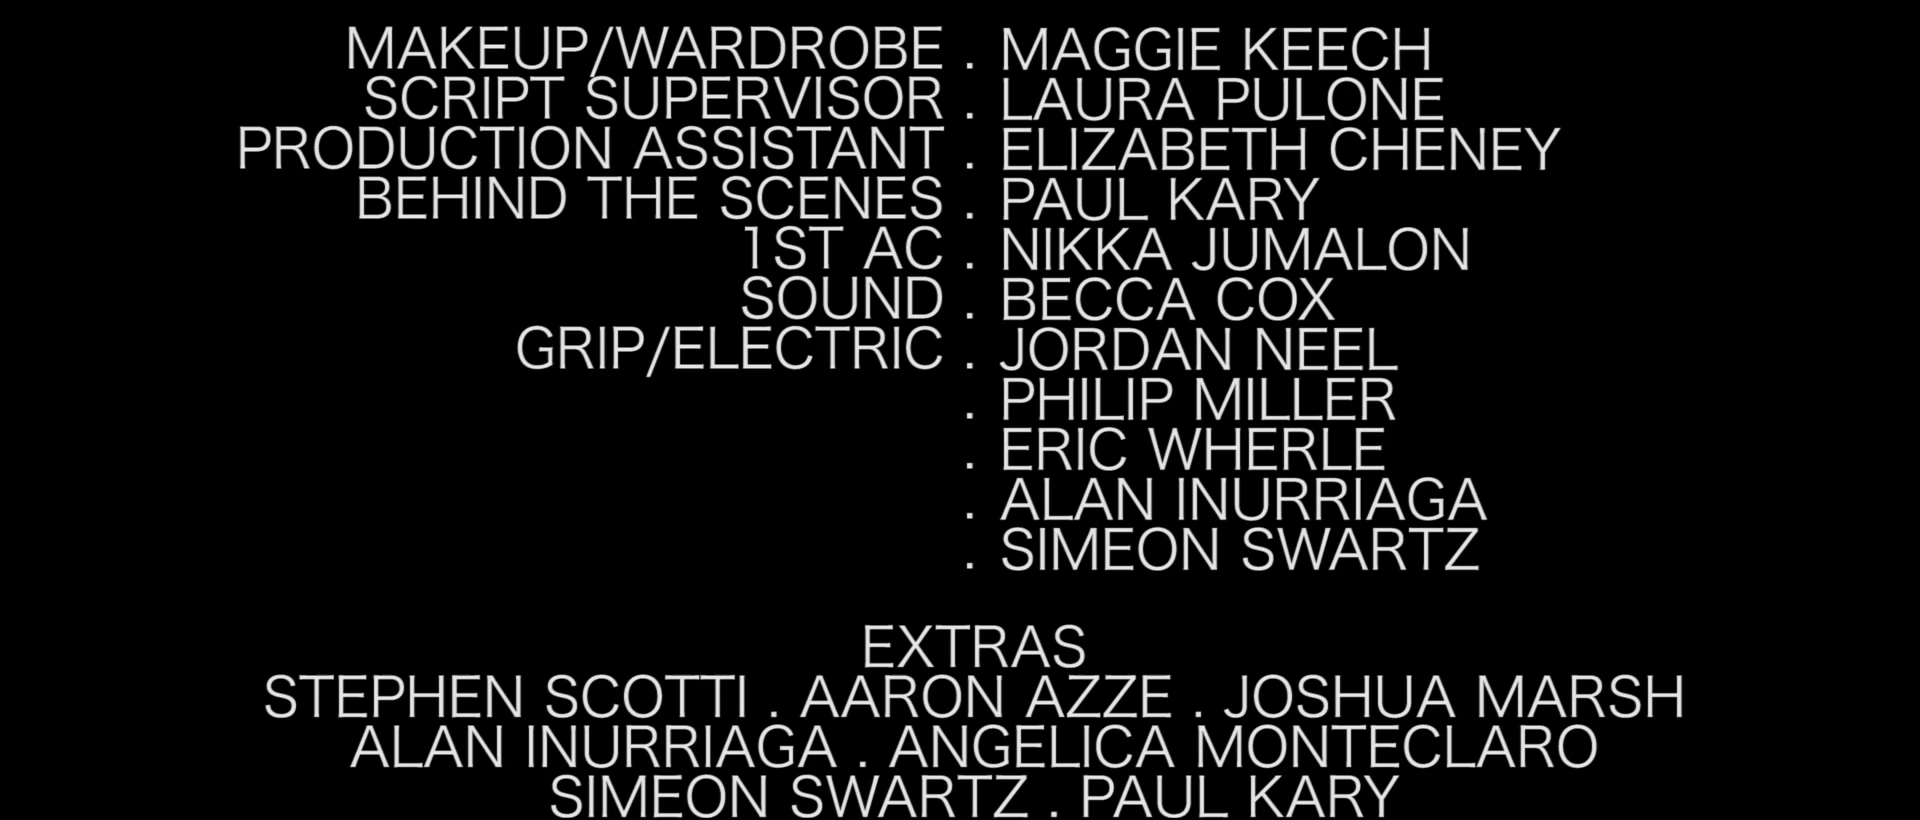 MAKEUP/WARDROBE . MAGGIE KEECH
SCRIPT SUPERVISOR . LAURA PULONE
PRODUCTION ASSISTANT . ELIZABETH CHENEY
BEHIND THE SCENES . PAUL KARY
1ST AC . NIKKA JUMALON
SOUND . BECCA COX
GRIP/ELECTRIC . JORDAN NEEL
. PHILIP MILLER
. ERIC WHERLE
. ALAN INURRIAGA
. SIMEON SWARTZ
EXTRAS
STEPHEN SCOTTI . AARON AZZE . JOSHUA MARSH
ALAN INURRIAGA . ANGELICA MONTECLARO
SIMEON SWARTZ . PAUL KARY